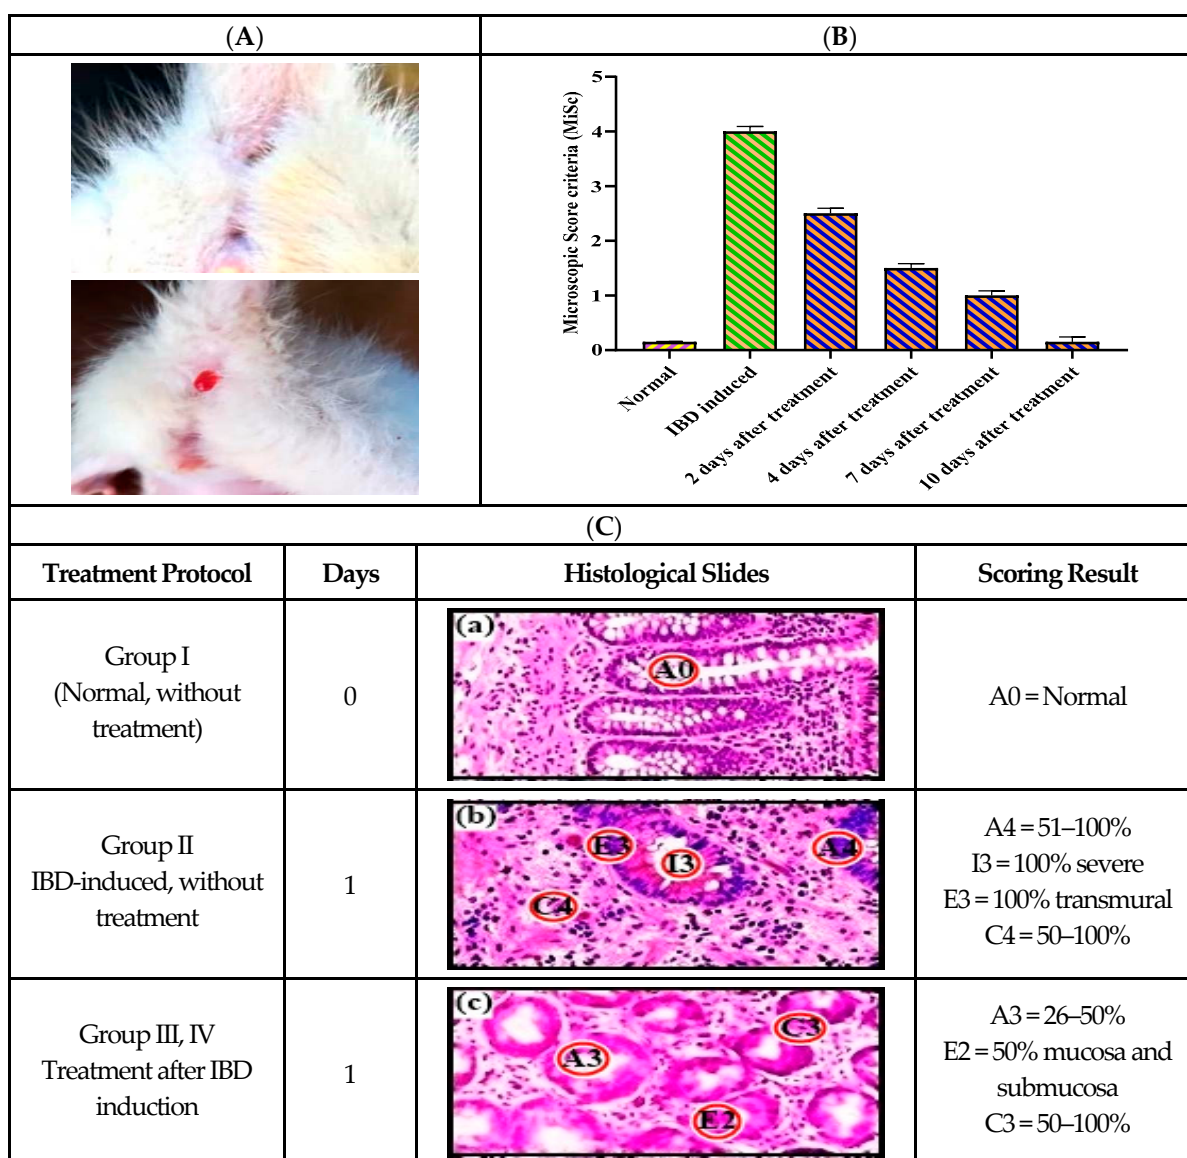 (A)
(B)
Microscopic Score criteria (MiSc)
5
4
3
2
1
0
Normal
IBD induced
2 days after treatment
4 days after treatment
7 days after treatment
10 days after treatment
(C)
Treatment Protocol
Days
Histological Slides
Scoring Result
Group I
(Normal, without
treatment)
0
(a)
A0
A0 = Normal
Group II
IBD-induced, without
treatment
1
(b)
E3
I3
A4
C4
A4 = 51–100%
I3 = 100% severe
E3 = 100% transmural
C4 = 50–100%
Group III, IV
Treatment after IBD
induction
1
(c)
C3
A3
E2
A3 = 26–50%
E2 = 50% mucosa and
submucosa
C3 = 50–100%